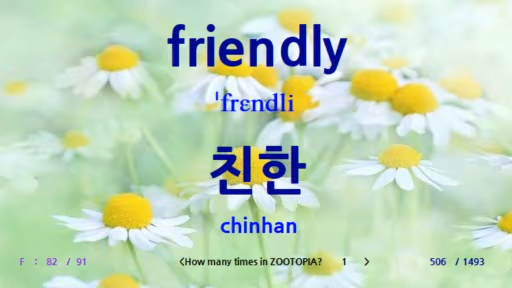 friendly
ˈfrɛndli
친한
chinhan
F : 82 / 91 <How many times in ZOOTOPIA? 1 > 506 / 1493